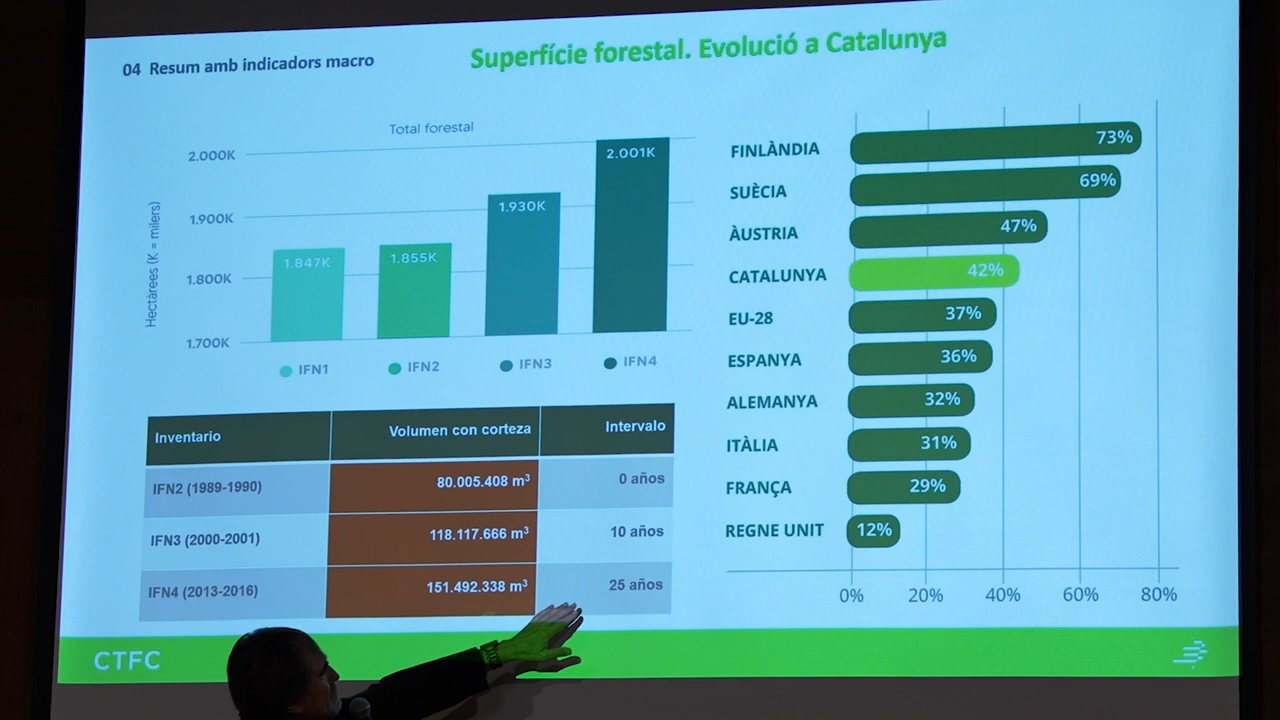 04 Resum amb indicadors macro
Superfície forestal. Evolució a Catalunya
Total forestal
Hectàrees (K = milers)
2.000K
1.900K
1.800K
1.700K
1.847K
1.855K
1.930K
2.001K
IFN1
IFN2
IFN3
IFN4
Inventario Volumen con corteza Intervalo
IFN2 (1989-1990) 80.005.408 m³ 0 años
IFN3 (2000-2001) 118.117.666 m³ 10 años
IFN4 (2013-2016) 151.492.338 m³ 25 años
FINLÀNDIA 73%
SUÈCIA 69%
ÀUSTRIA 47%
CATALUNYA 42%
EU-28 37%
ESPANYA 36%
ALEMANYA 32%
ITÀLIA 31%
FRANÇA 29%
REGNE UNIT 12%
0% 20% 40% 60% 80%
CTFC